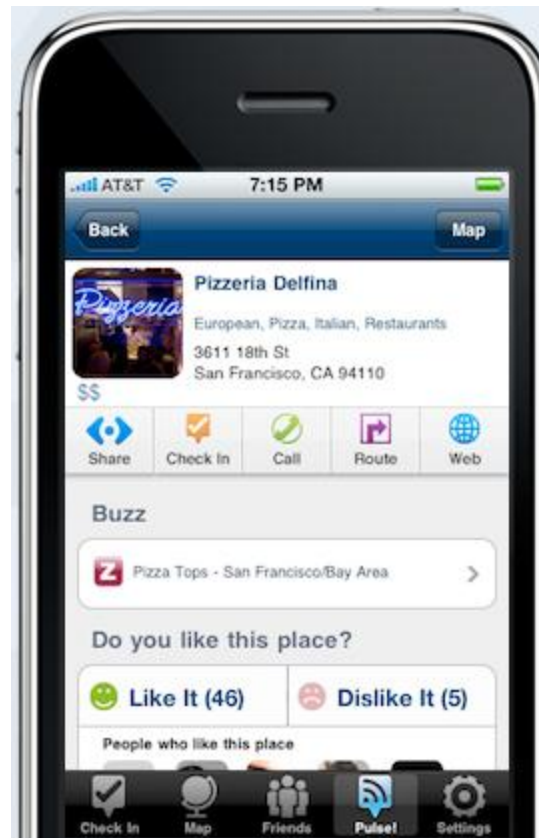 AT&T 7:15 PM
Back Map
Pizzeria
Pizzeria Delfina
European, Pizza, Italian, Restaurants
3611 18th St
San Francisco, CA 94110
$$
Share Check In Call Route Web
Buzz
Z Pizza Tops - San Francisco/Bay Area
Do you like this place?
Like It (46) Dislike It (5)
People who like this place
Check In Map Friends Pulse! Settings